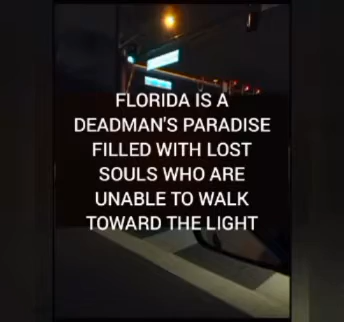 FLORIDA IS A
DEADMAN'S PARADISE
FILLED WITH LOST
SOULS WHO ARE
UNABLE TO WALK
TOWARD THE LIGHT